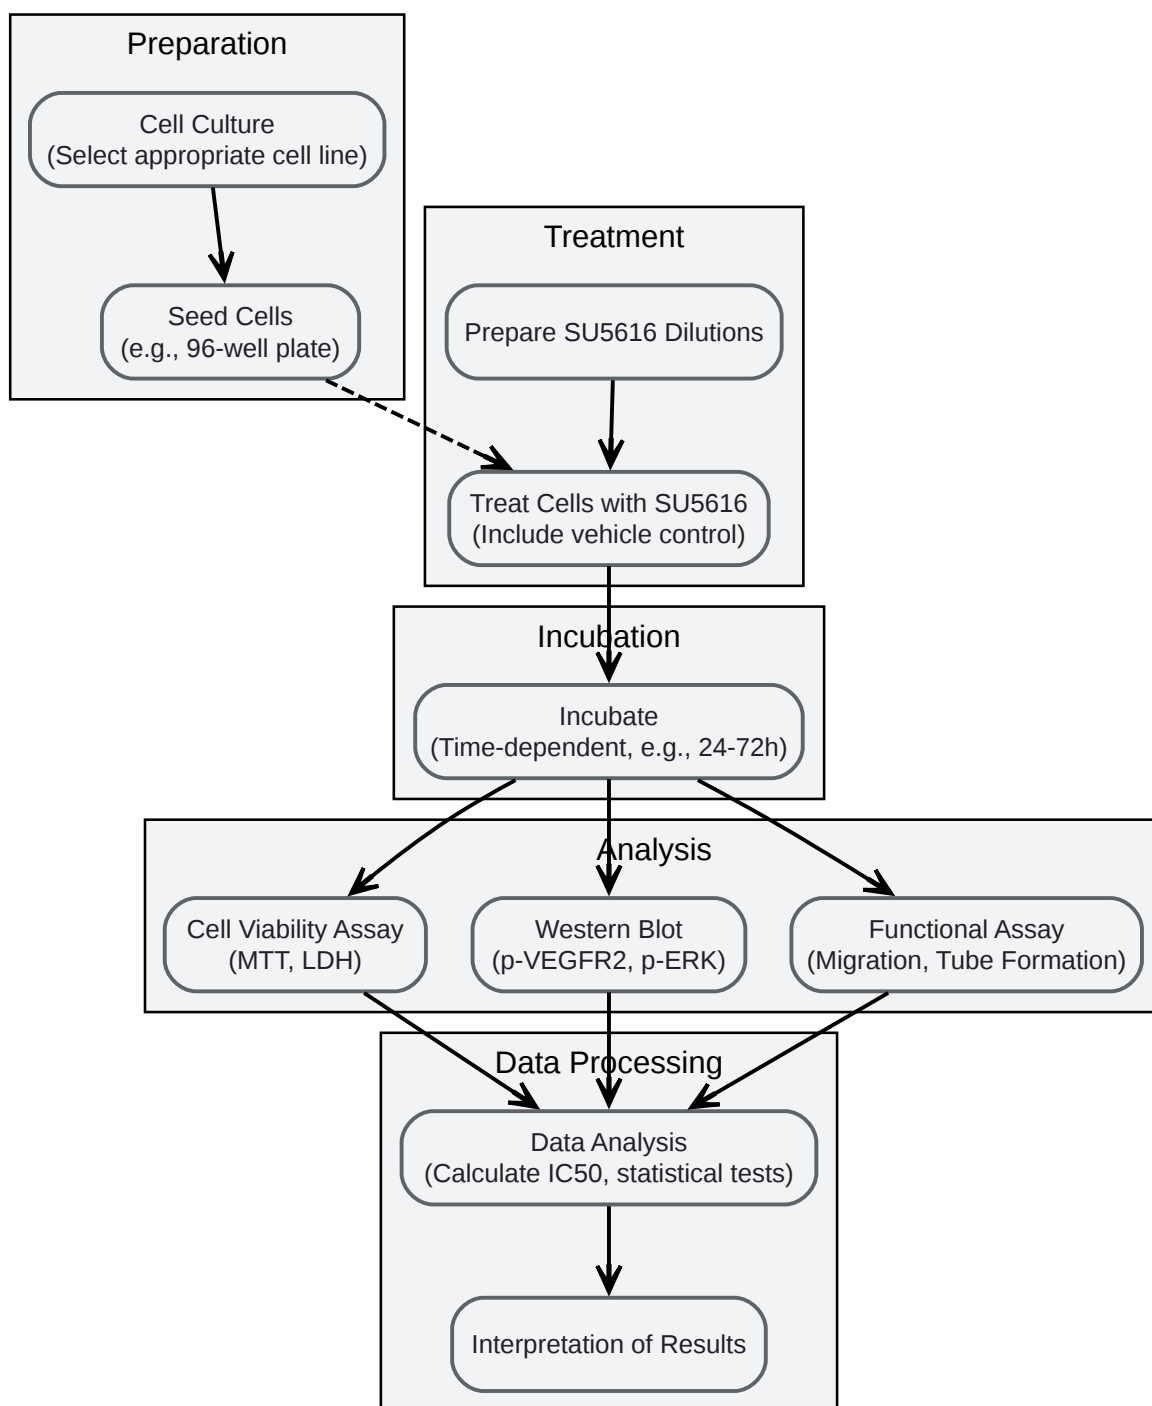 Preparation
Cell Culture
(Select appropriate cell line)
Seed Cells
(e.g., 96-well plate)
Treatment
Prepare SU5616 Dilutions
Treat Cells with SU5616
(Include vehicle control)
Incubation
Incubate
(Time-dependent, e.g., 24-72h)
Analysis
Cell Viability Assay
(MTT, LDH)
Western Blot
(p-VEGFR2, p-ERK)
Functional Assay
(Migration, Tube Formation)
Data Processing
Data Analysis
(Calculate IC50, statistical tests)
Interpretation of Results